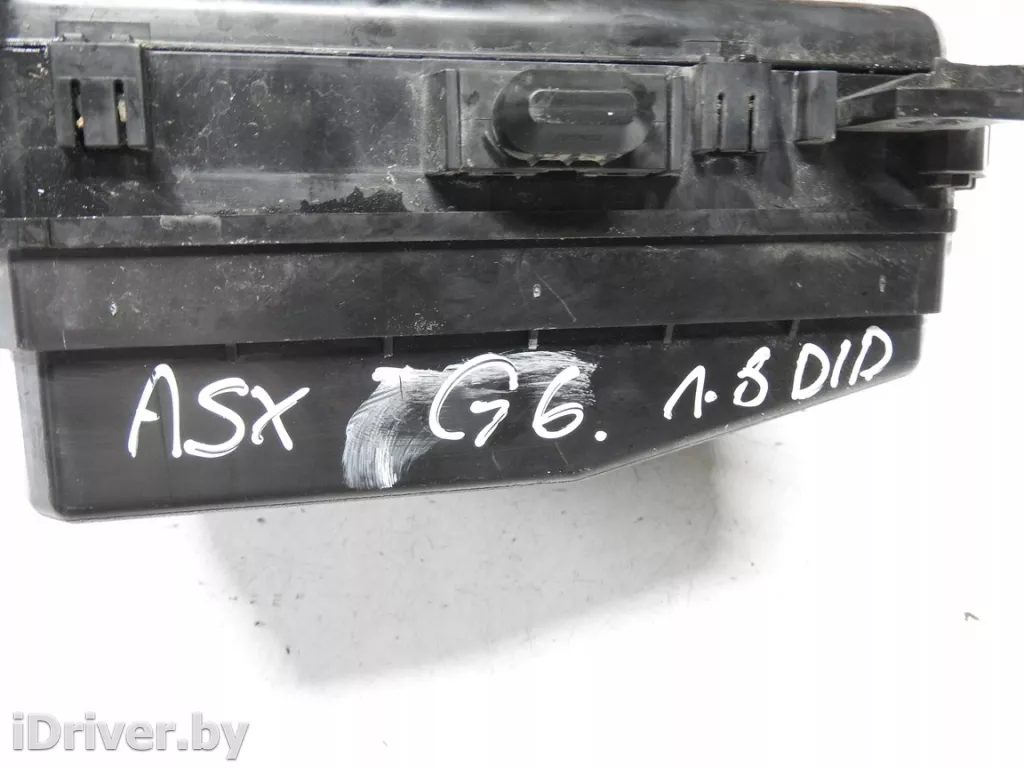 ASX G6. 1.8 DID
iDriver.by